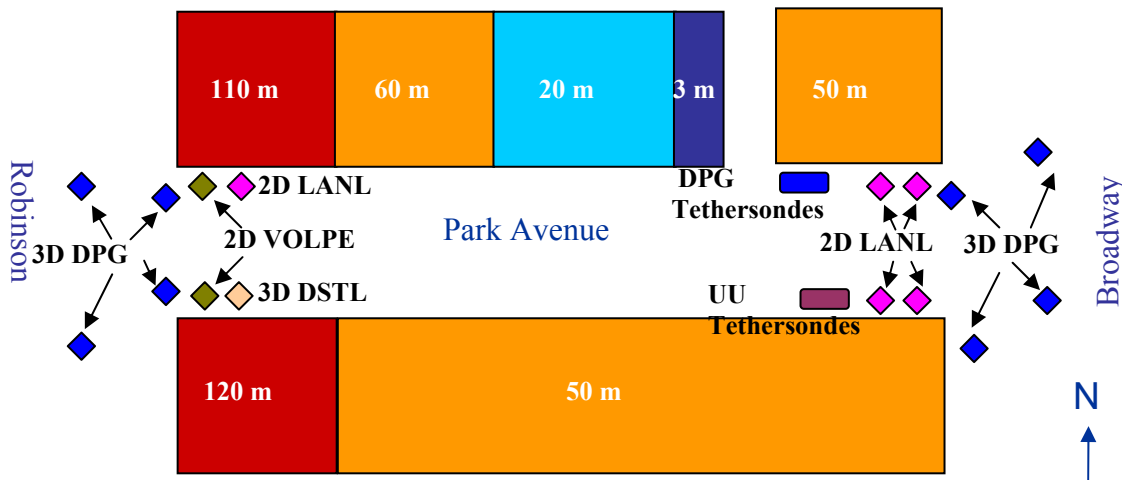 110 m
60 m
20 m
3 m
50 m
Robinson
2D LANL
DPG
Tethersondes
3D DPG
2D VOLPE
Park Avenue
2D LANL
3D DPG
Broadway
3D DSTL
UU
Tethersondes
120 m
50 m
N